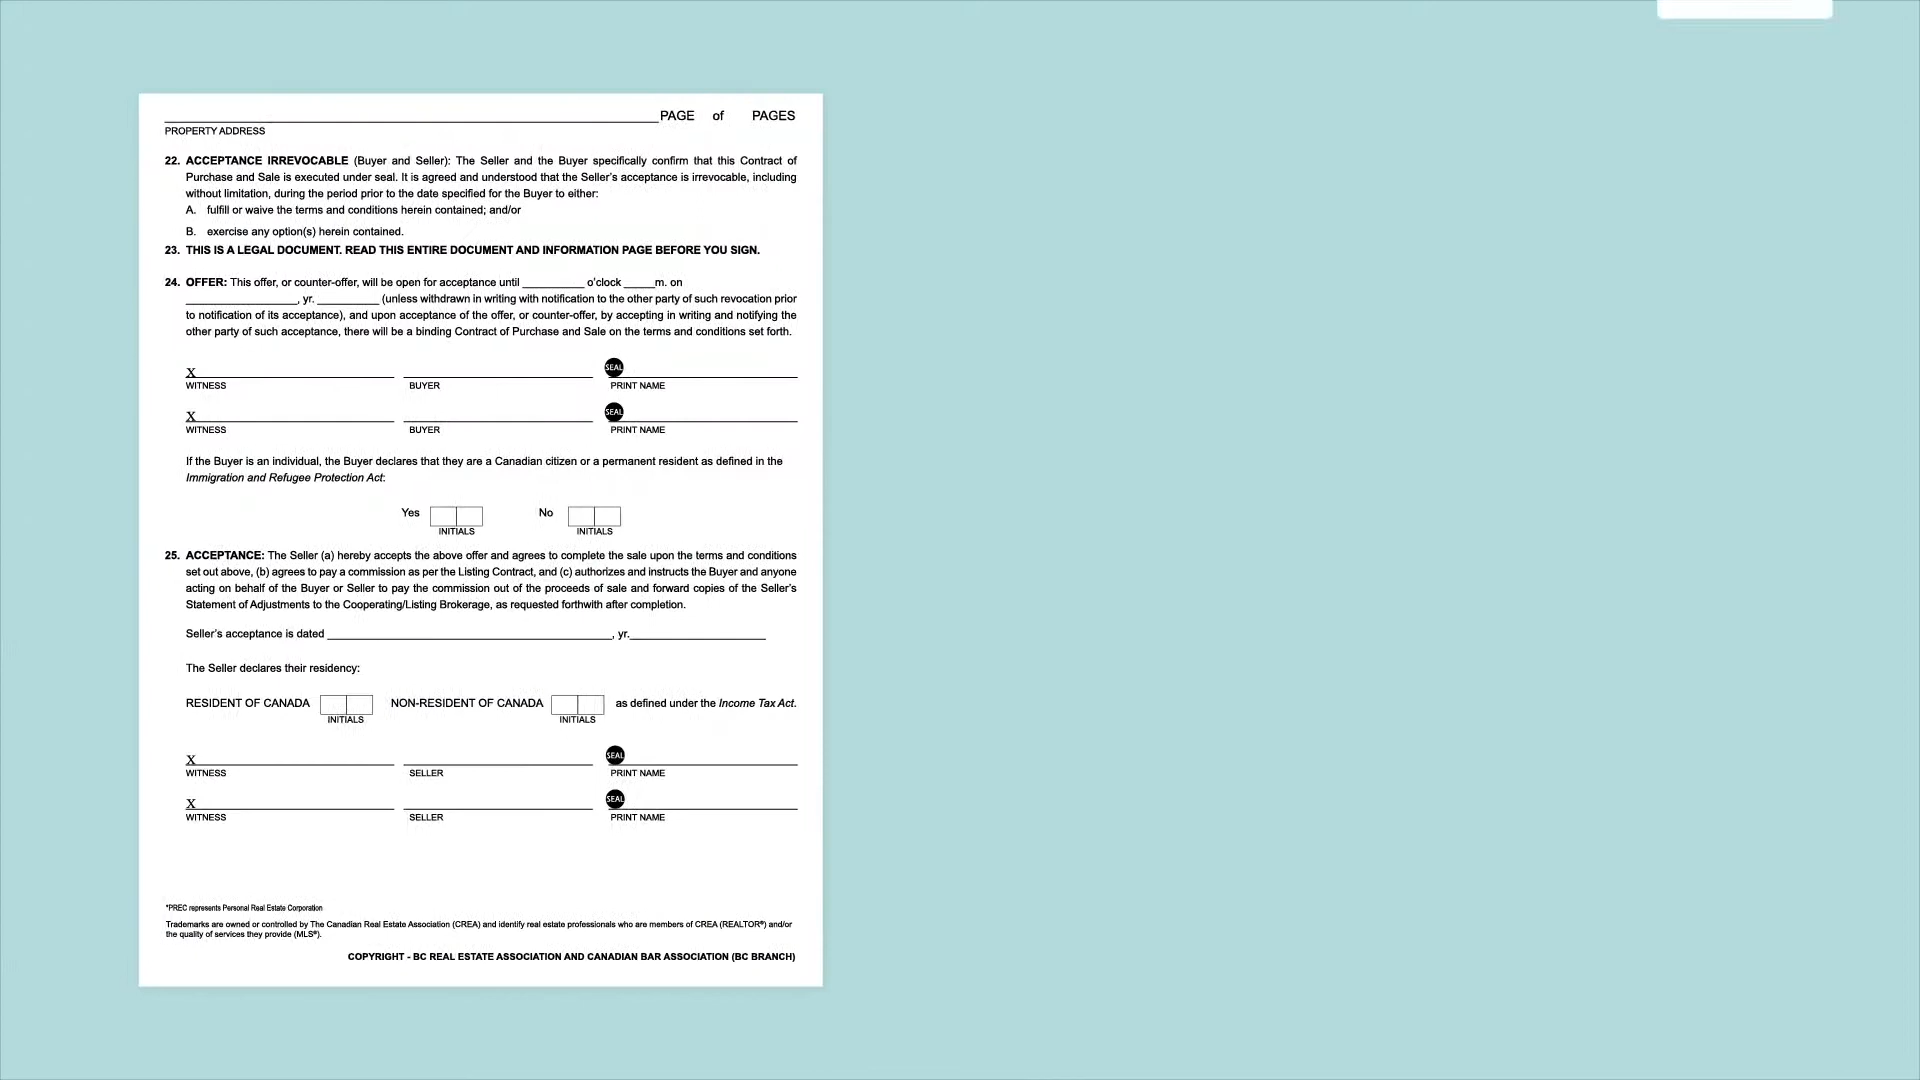 PAGE of PAGES
PROPERTY ADDRESS
22. ACCEPTANCE IRREVOCABLE (Buyer and Seller): The Seller and the Buyer specifically confirm that this Contract of
Purchase and Sale is executed under seal. It is agreed and understood that the Seller's acceptance is irrevocable, including
without limitation, during the period prior to the date specified for the Buyer to either:
A. fulfill or waive the terms and conditions herein contained; and/or
B. exercise any option(s) herein contained.
23. THIS IS A LEGAL DOCUMENT. READ THIS ENTIRE DOCUMENT AND INFORMATION PAGE BEFORE YOU SIGN.
24. OFFER: This offer, or counter-offer, will be open for acceptance until __________ o'clock _____m. on
__________________, yr. __________ (unless withdrawn in writing with notification to the other party of such revocation prior
to notification of its acceptance), and upon acceptance of the offer, or counter-offer, by accepting in writing and notifying the
other party of such acceptance, there will be a binding Contract of Purchase and Sale on the terms and conditions set forth.
X SEAL
WITNESS BUYER PRINT NAME
X SEAL
WITNESS BUYER PRINT NAME
If the Buyer is an individual, the Buyer declares that they are a Canadian citizen or a permanent resident as defined in the
Immigration and Refugee Protection Act:
Yes No
INITIALS INITIALS
25. ACCEPTANCE: The Seller (a) hereby accepts the above offer and agrees to complete the sale upon the terms and conditions
set out above, (b) agrees to pay a commission as per the Listing Contract, and (c) authorizes and instructs the Buyer and anyone
acting on behalf of the Buyer or Seller to pay the commission out of the proceeds of sale and forward copies of the Seller's
Statement of Adjustments to the Cooperating/Listing Brokerage, as requested forthwith after completion.
Seller's acceptance is dated ______________________________________________, yr.______________________
The Seller declares their residency:
RESIDENT OF CANADA NON-RESIDENT OF CANADA as defined under the Income Tax Act.
INITIALS INITIALS
X SEAL
WITNESS SELLER PRINT NAME
X SEAL
WITNESS SELLER PRINT NAME
*PREC represents Personal Real Estate Corporation
Trademarks are owned or controlled by The Canadian Real Estate Association (CREA) and identify real estate professionals who are members of CREA (REALTOR®) and/or
the quality of services they provide (MLS®).
COPYRIGHT - BC REAL ESTATE ASSOCIATION AND CANADIAN BAR ASSOCIATION (BC BRANCH)